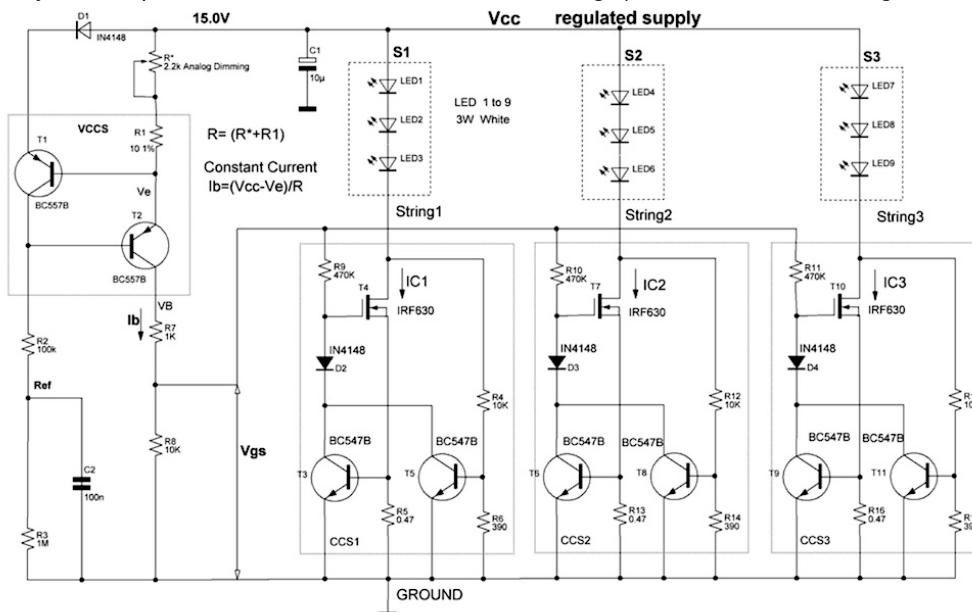 D1
15.0V
Vcc regulated supply
IN4148
R*
2.2k Analog Dimming
C1
10µ
S1
S2
S3
LED1
LED2
LED3
LED 1 to 9
3W White
LED4
LED5
LED6
LED7
LED8
LED9
VCCS
T1
R1
10 1%
R= (R*+R1)
Constant Current
Ib=(Vcc-Ve)/R
BC557B
Ve
T2
BC557B
String1
String2
String3
R9
470K
T4
IC1
IRF630
R10
470K
T7
IC2
IRF630
R11
470K
T10
IC3
IRF630
VB
Ib
R7
1K
R2
100k
Ref
IN4148
D2
IN4148
D3
IN4148
D4
R4
10K
R12
10K
R1
10
Vgs
R8
10K
C2
100n
R3
1M
BC547B
BC547B
BC547B
BC547B
BC547B
T3
T5
T6
T8
T9
T11
R5
0.47
R6
390
R13
0.47
R14
390
R16
0.47
R1
39
CCS1
CCS2
CCS3
GROUND